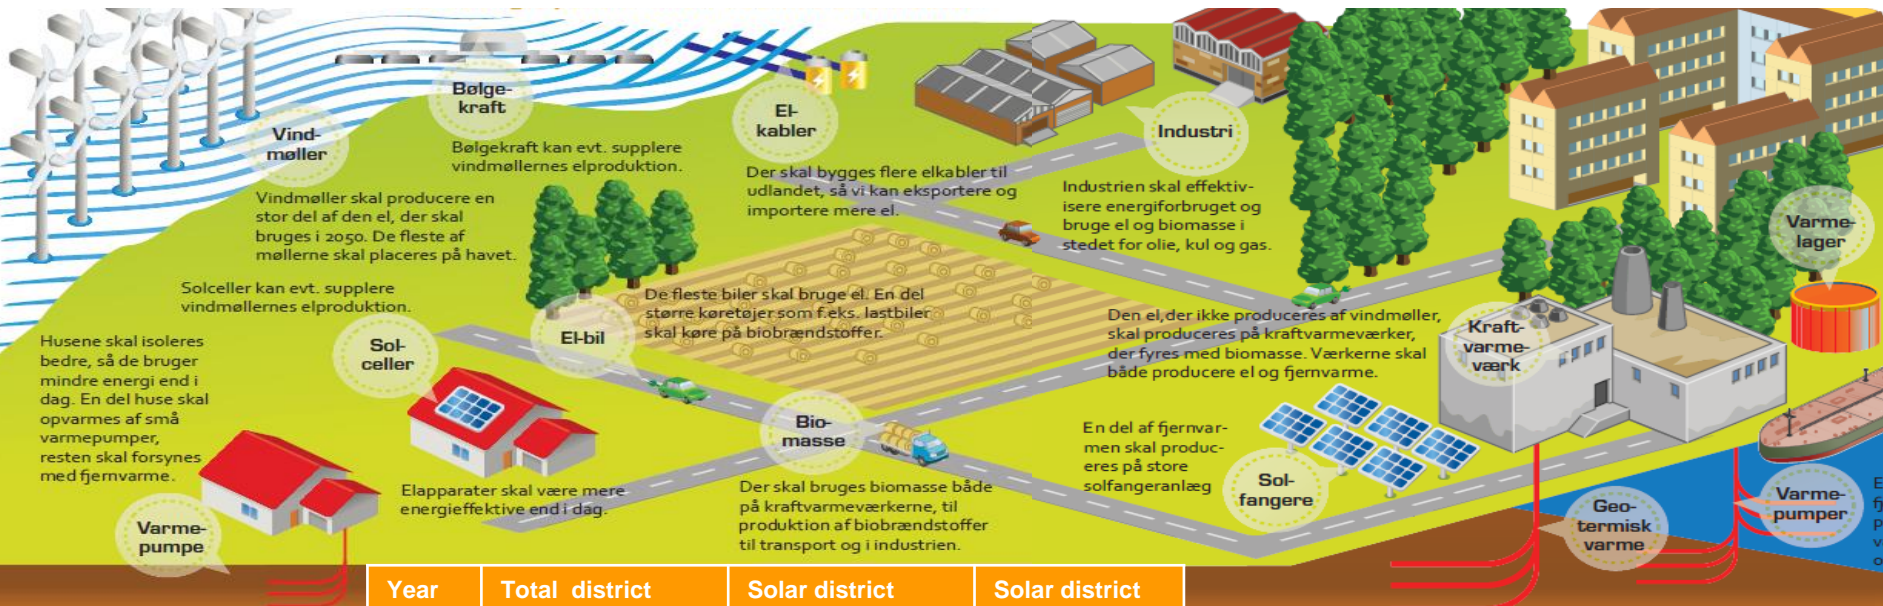 Vind-
møller
Vindmøller skal producere en
stor del af den el, der skal
bruges i 2050. De fleste af
møllerne skal placeres på havet.
Bølge-
kraft
Bølgekraft kan evt. supplere
vindmøllernes elproduktion.
El-
kabler
Der skal bygges flere elkabler til
udlandet, så vi kan eksportere og
importere mere el.
Industri
Industrien skal effektiv-
isere energiforbruget og
bruge el og biomasse i
stedet for olie, kul og gas.
Varme-
lager
Solceller kan evt. supplere
vindmøllernes elproduktion.
Sol-
celler
El-bil
De fleste biler skal bruge el. En del
større køretøjer som f.eks. lastbiler
skal køre på biobrændstoffer.
Den el, der ikke produceres af vindmøller,
skal produceres på kraftvarmeværker,
der fyres med biomasse. Værkerne skal
både producere el og fjernvarme.
Kraft-
varme-
værk
Husene skal isoleres
bedre, så de bruger
mindre energi end i
dag. En del huse skal
opvarmes af små
varmepumper,
resten skal forsynes
med fjernvarme.
Varme-
pumpe
Elapparater skal være mere
energieffektive end i dag.
Bio-
masse
Der skal bruges biomasse både
på kraftvarmeværkerne, til
produktion af biobrændstoffer
til transport og i industrien.
En del af fjernvar-
men skal produc-
eres på store
solfangeranlæg
Sol-
fangere
Geo-
termisk
varme
Varme-
pumper
Year Total district Solar district Solar district